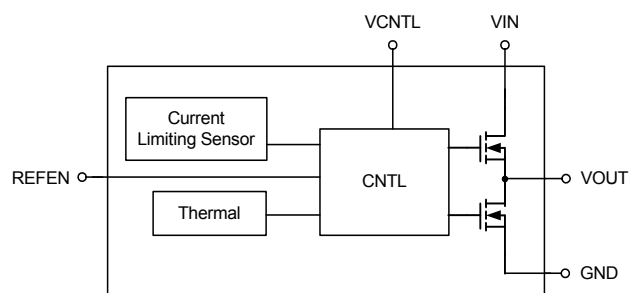 VCNTL
VIN
Current
Limiting Sensor
REFEN
CNTL
VOUT
Thermal
GND